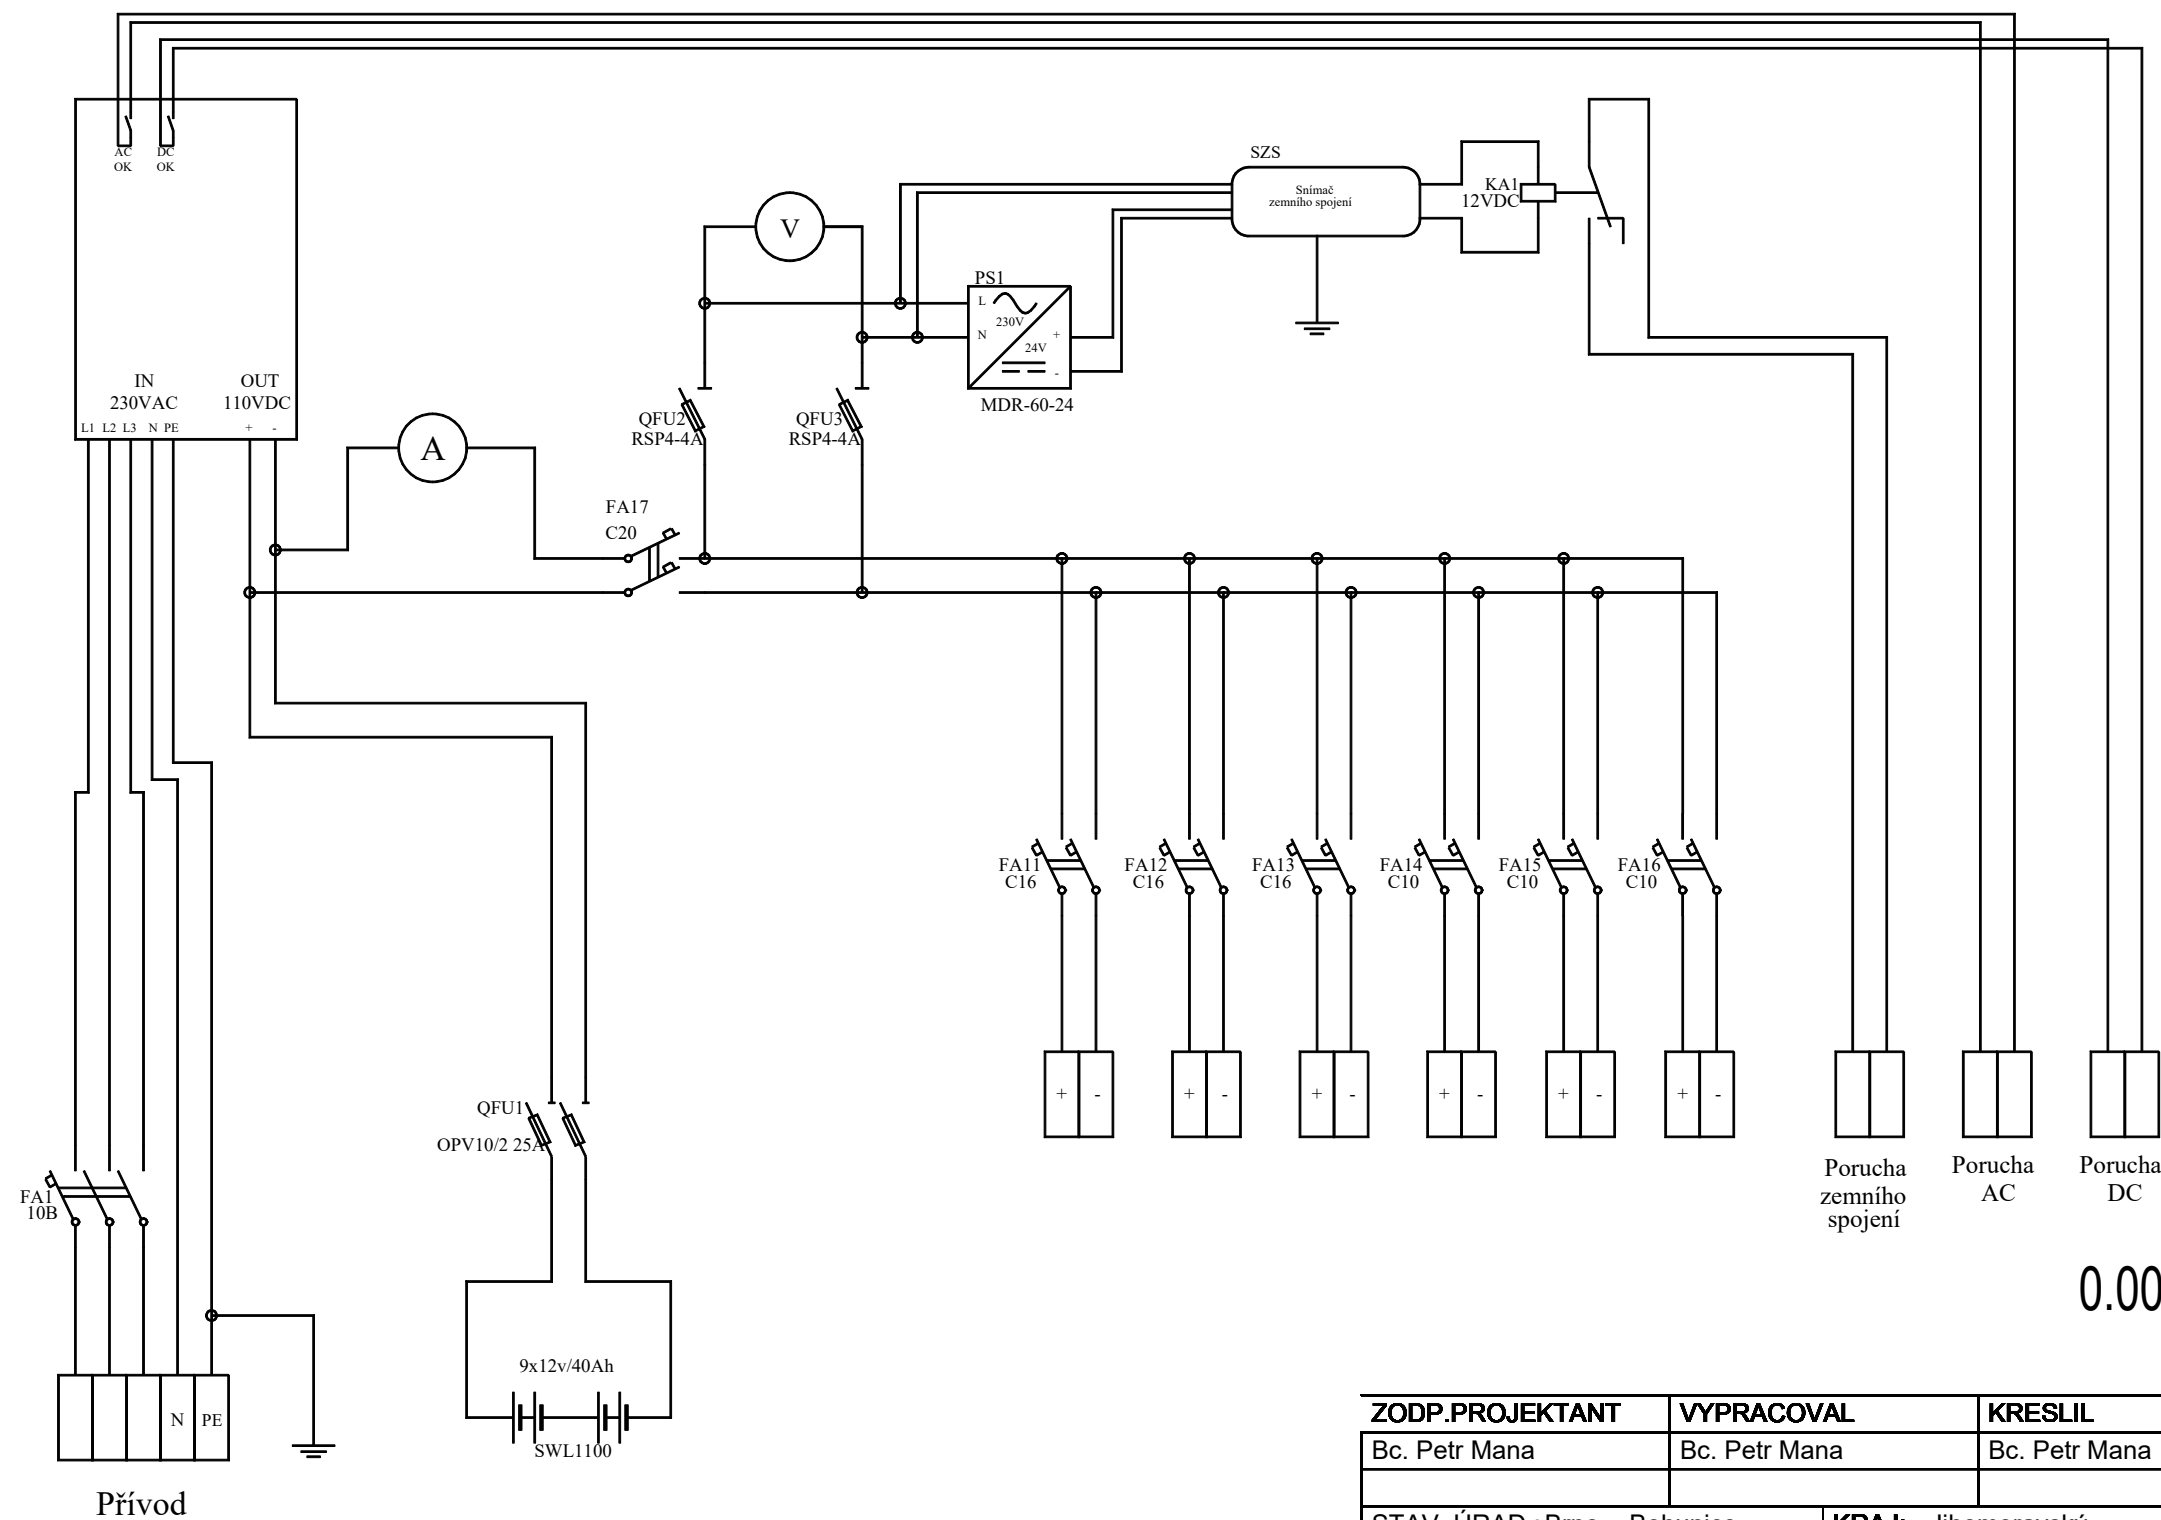 AC
OK
DC
OK
IN
230VAC
OUT
110VDC
L1 L2 L3 N PE
+ -
A
V
FA17
C20
QFU2
RSP4-4A
QFU3
RSP4-4A
PS1
L
N
230V
24V
+
-
MDR-60-24
SZS
Snímač
zemního spojení
KA1
12VDC
FA11
C16
FA12
C16
FA13
C16
FA14
C10
FA15
C10
FA16
C10
+ -
+ -
+ -
+ -
+ -
+ -
QFU1
OPV10/2 25A
FA1
10B
9x12v/40Ah
SWL1100
N PE
Přívod
Porucha
zemního
spojení
Porucha
AC
Porucha
DC
0.00
ZODP.PROJEKTANT VYPRACOVAL KRESLIL
Bc. Petr Mana Bc. Petr Mana Bc. Petr Mana